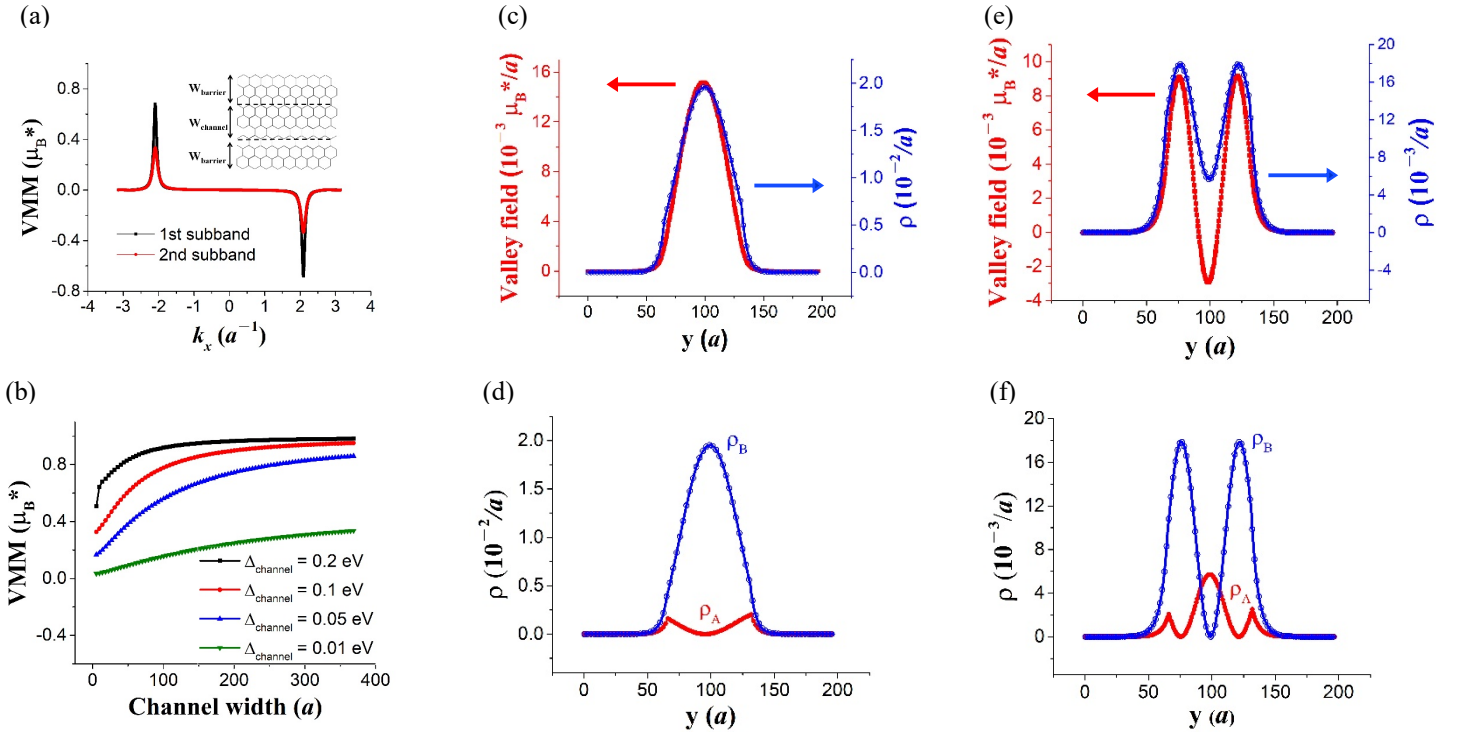 (a)
VMM (μB*)
0.8
0.4
0.0
-0.4
-0.8
Wbarrier
Wchannel
Wbarrier
1st subband
2nd subband
-4 -3 -2 -1 0 1 2 3 4
kx (a−1)
(b)
VMM (μB*)
0.8
0.4
0.0
-0.4
Δchannel = 0.2 eV
Δchannel = 0.1 eV
Δchannel = 0.05 eV
Δchannel = 0.01 eV
0 100 200 300 400
Channel width (a)
(c)
Valley field (10−3 μB*/a)
16
12
8
4
0
2.0
1.5
1.0
0.5
0.0
ρ (10−2/a)
0 50 100 150 200
y (a)
(d)
ρ (10−2/a)
2.0
1.5
1.0
0.5
0.0
ρB
ρA
0 50 100 150 200
y (a)
(e)
Valley field (10−3 μB*/a)
10
8
6
4
2
0
-2
-4
20
16
12
8
4
0
-4
ρ (10−3/a)
0 50 100 150 200
y (a)
(f)
ρ (10−3/a)
20
16
12
8
4
0
ρB
ρA
0 50 100 150 200
y (a)